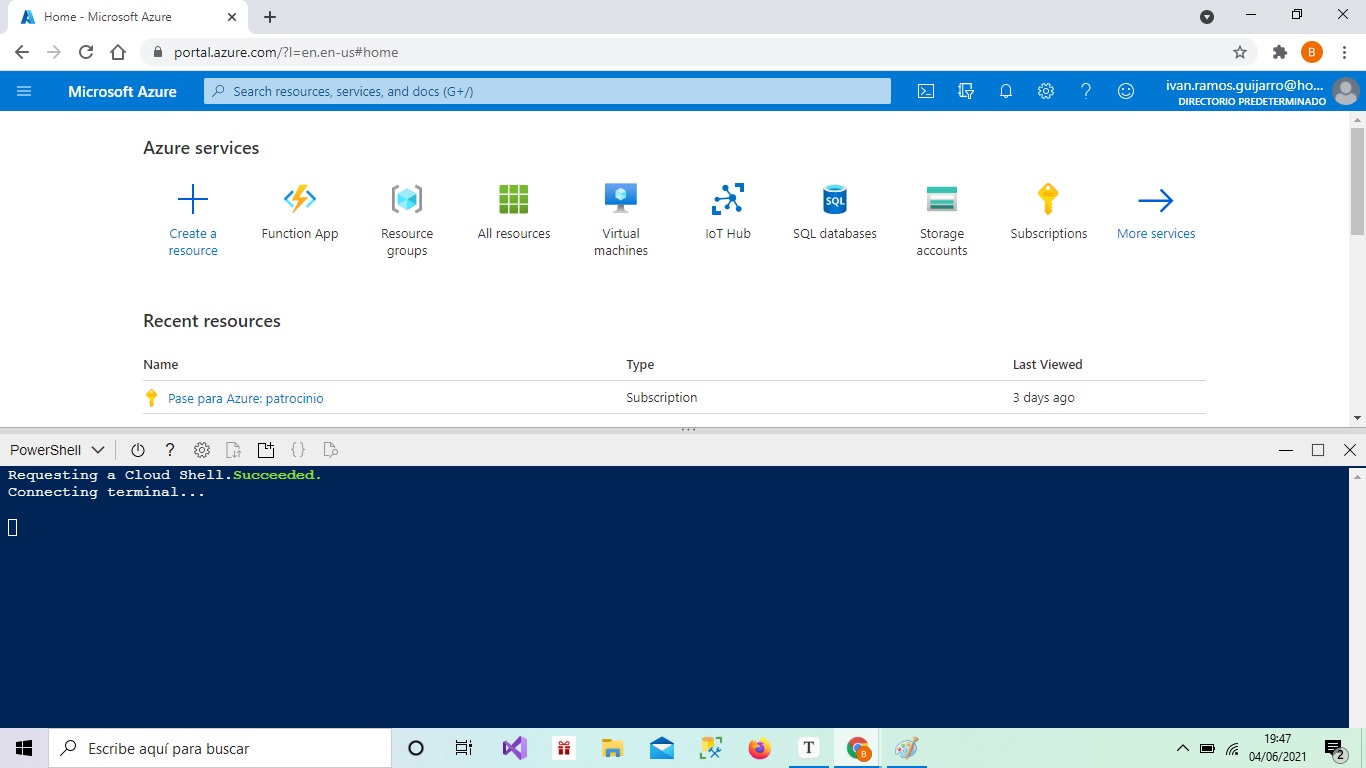 Home - Microsoft Azure
portal.azure.com/?l=en.en-us#home
B
Microsoft Azure
Search resources, services, and docs (G+/)
ivan.ramos.guijarro@ho...
DIRECTORIO PREDETERMINADO
Azure services
Create a resource
Function App
Resource groups
All resources
Virtual machines
IoT Hub
SQL
SQL databases
Storage accounts
Subscriptions
More services
Recent resources
Name Type Last Viewed
Pase para Azure: patrocinio Subscription 3 days ago
PowerShell
Requesting a Cloud Shell.Succeeded.
Connecting terminal...
Escribe aquí para buscar
T
B
19:47
04/06/2021
2